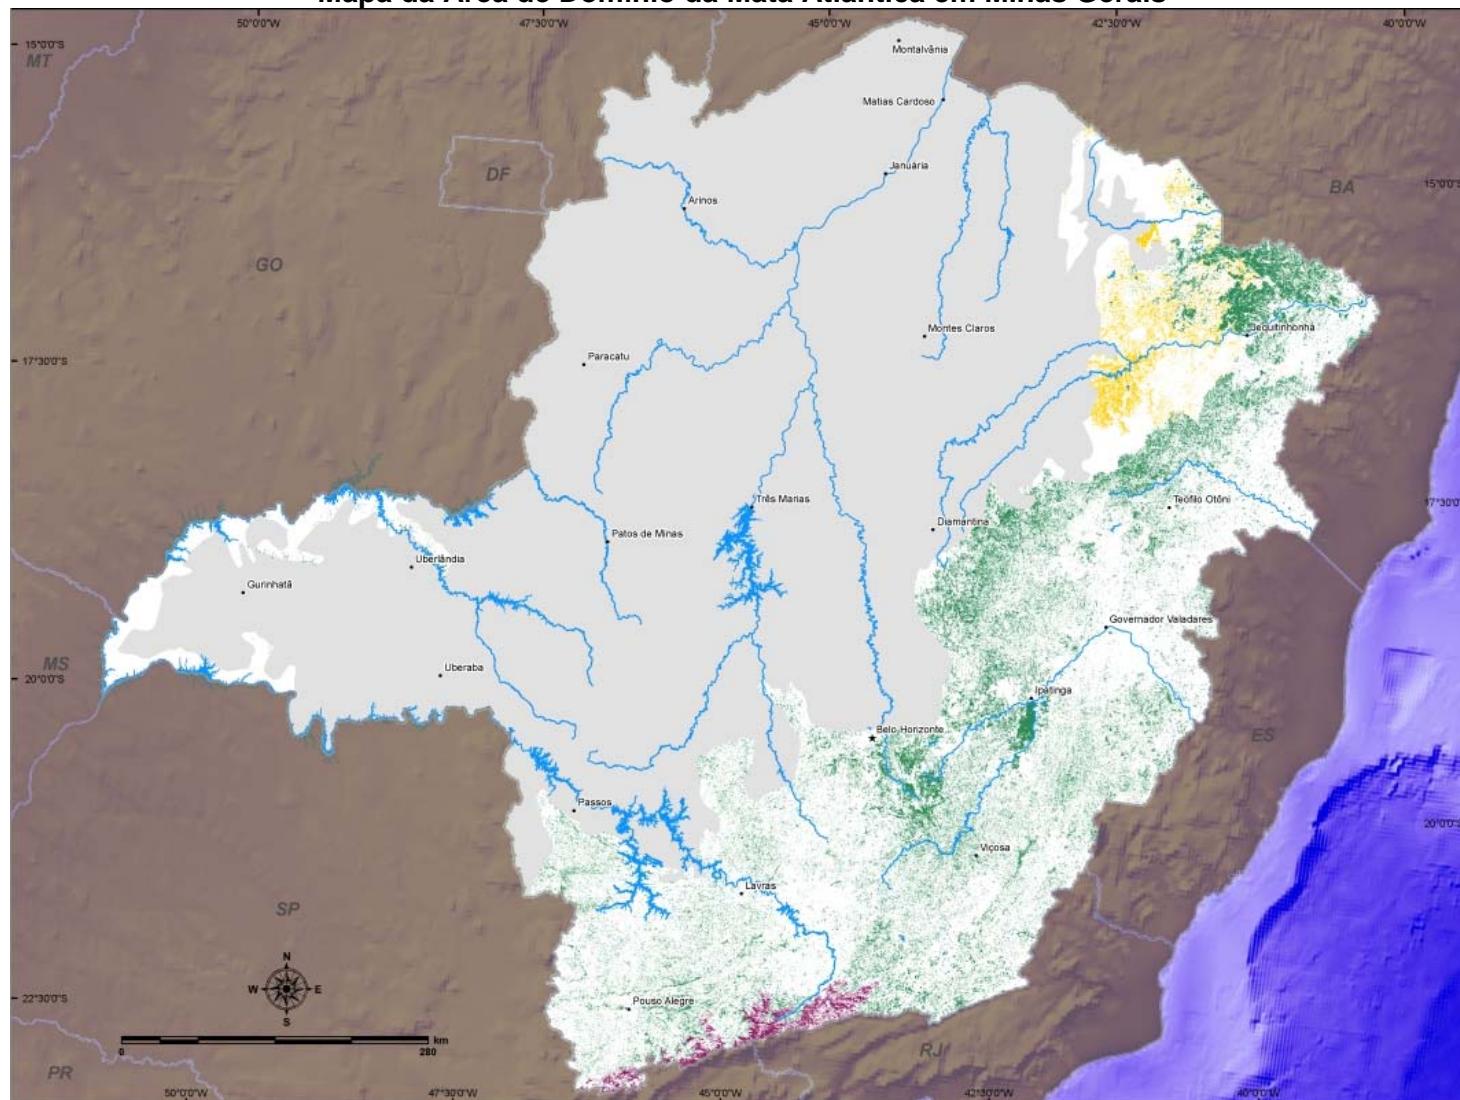 Mapa da Área de Domínio da Mata Atlântica em Minas Gerais
50°0'0"W 47°30'0"W 45°0'0"W 42°30'0"W 40°0'0"W
15°0'0"S
MT
Montalvânia
Matias Cardoso
DF
Januária
BA
15°0'0"S
Arinos
GO
Jequitinhonha
Montes Claros
Paracatu
17°30'0"S
Três Marias
Teófilo Otôni
17°30'0"S
Diamantina
Patos de Minas
Uberlândia
Gurinhatã
Governador Valadares
MS
Uberaba
20°0'0"S
Ipatinga
Belo Horizonte
ES
Passos
20°0'0"S
Viçosa
Lavras
SP
N
W E
S
22°30'0"S
Pouso Alegre
km
0 280
RJ
PR
50°0'0"W 47°30'0"W 45°0'0"W 42°30'0"W 40°0'0"W